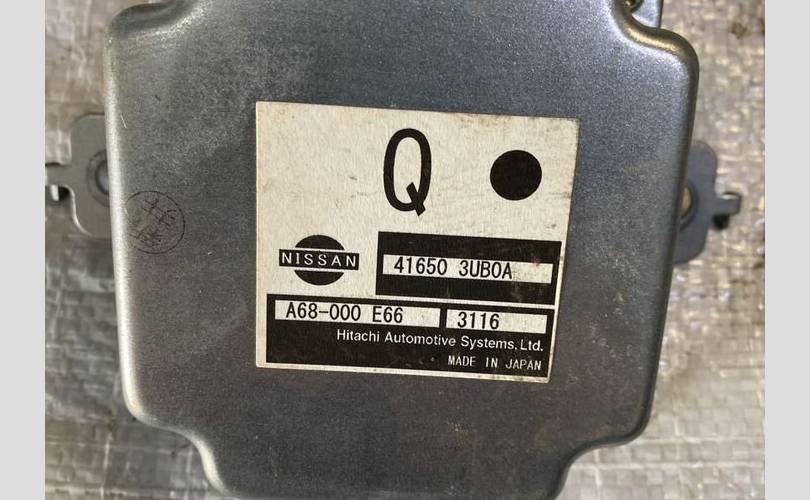 Q
NISSAN
41650 3UB0A
A68-000 E66 3116
Hitachi Automotive Systems, Ltd.
MADE IN JAPAN